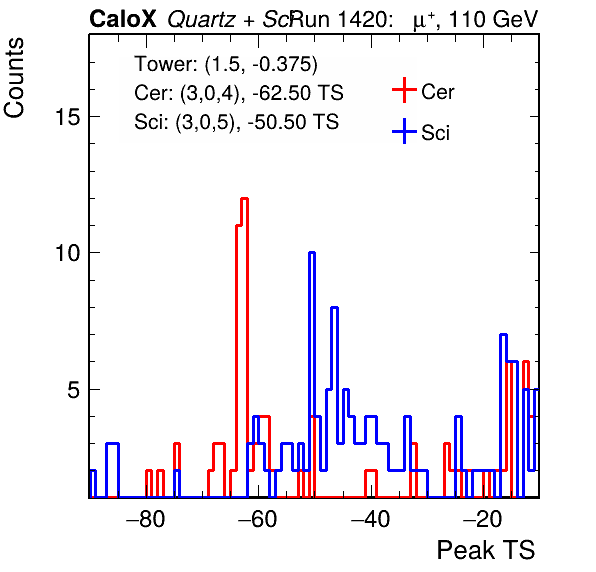 CaloX Quartz + Sci Run 1420: μ⁺, 110 GeV
Counts
Tower: (1.5, -0.375)
Cer: (3,0,4), -62.50 TS
Sci: (3,0,5), -50.50 TS
Cer
Sci
15
10
5
−80 −60 −40 −20
Peak TS